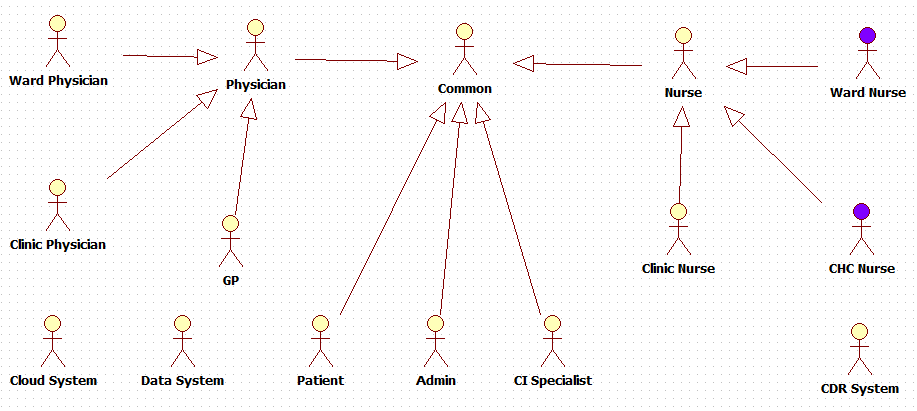 Ward Physician
Physician
Common
Nurse
Ward Nurse
Clinic Physician
GP
Clinic Nurse
CHC Nurse
Cloud System
Data System
Patient
Admin
CI Specialist
CDR System